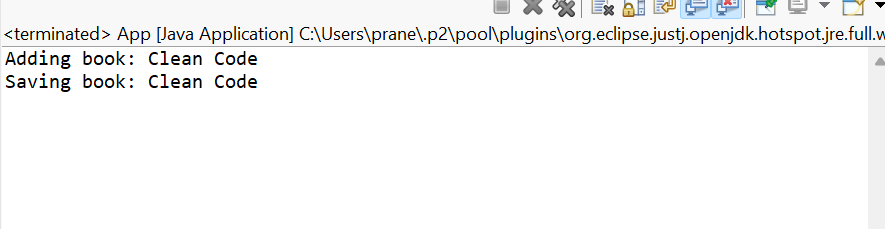 <terminated> App [Java Application] C:\Users\prane\.p2\pool\plugins\org.eclipse.justj.openjdk.hotspot.jre.full.w
Adding book: Clean Code
Saving book: Clean Code